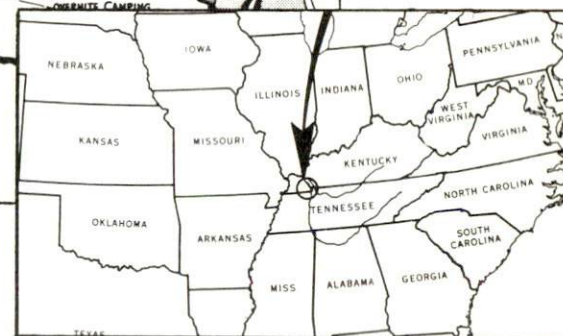 OVERNITE CAMPING
NEBRASKA
IOWA
ILLINOIS
INDIANA
OHIO
PENNSYLVANIA
N
MD.
WEST
VIRGINIA
VIRGINIA
KANSAS
MISSOURI
KENTUCKY
NORTH CAROLINA
TENNESSEE
OKLAHOMA
ARKANSAS
SOUTH
CAROLINA
MISS
ALABAMA
GEORGIA
TEXAS